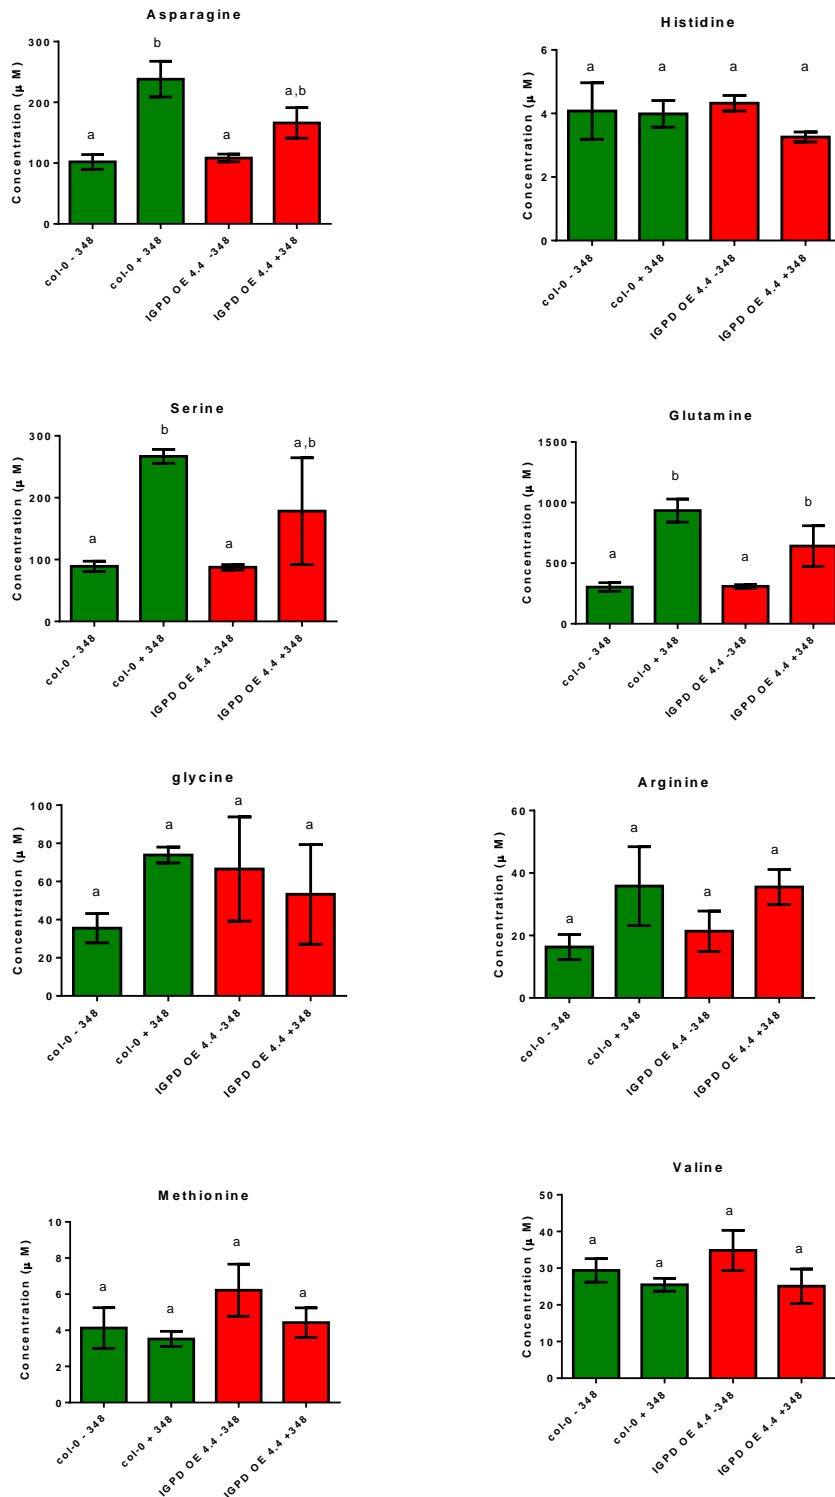 Asparagine
Concentration (μ M)
300
200
100
0
a
b
a
a,b
col-0 - 348
col-0 + 348
IGPD OE 4.4 -348
IGPD OE 4.4 +348
Histidine
Concentration (μ M)
6
4
2
0
a
a
a
a
col-0 - 348
col-0 + 348
IGPD OE 4.4 -348
IGPD OE 4.4 +348
Serine
Concentration (μ M)
300
200
100
0
a
b
a
a,b
col-0 - 348
col-0 + 348
IGPD OE 4.4 -348
IGPD OE 4.4 +348
Glutamine
Concentration (μ M)
1500
1000
500
0
a
b
a
b
col-0 - 348
col-0 + 348
IGPD OE 4.4 -348
IGPD OE 4.4 +348
glycine
Concentration (μ M)
100
80
60
40
20
0
a
a
a
a
col-0 - 348
col-0 + 348
IGPD OE 4.4 -348
IGPD OE 4.4 +348
Arginine
Concentration (μ M)
60
40
20
0
a
a
a
a
col-0 - 348
col-0 + 348
IGPD OE 4.4 -348
IGPD OE 4.4 +348
Methionine
Concentration (μ M)
10
8
6
4
2
0
a
a
a
a
col-0 - 348
col-0 + 348
IGPD OE 4.4 -348
IGPD OE 4.4 +348
Valine
Concentration (μ M)
50
40
30
20
10
0
a
a
a
a
col-0 - 348
col-0 + 348
IGPD OE 4.4 -348
IGPD OE 4.4 +348